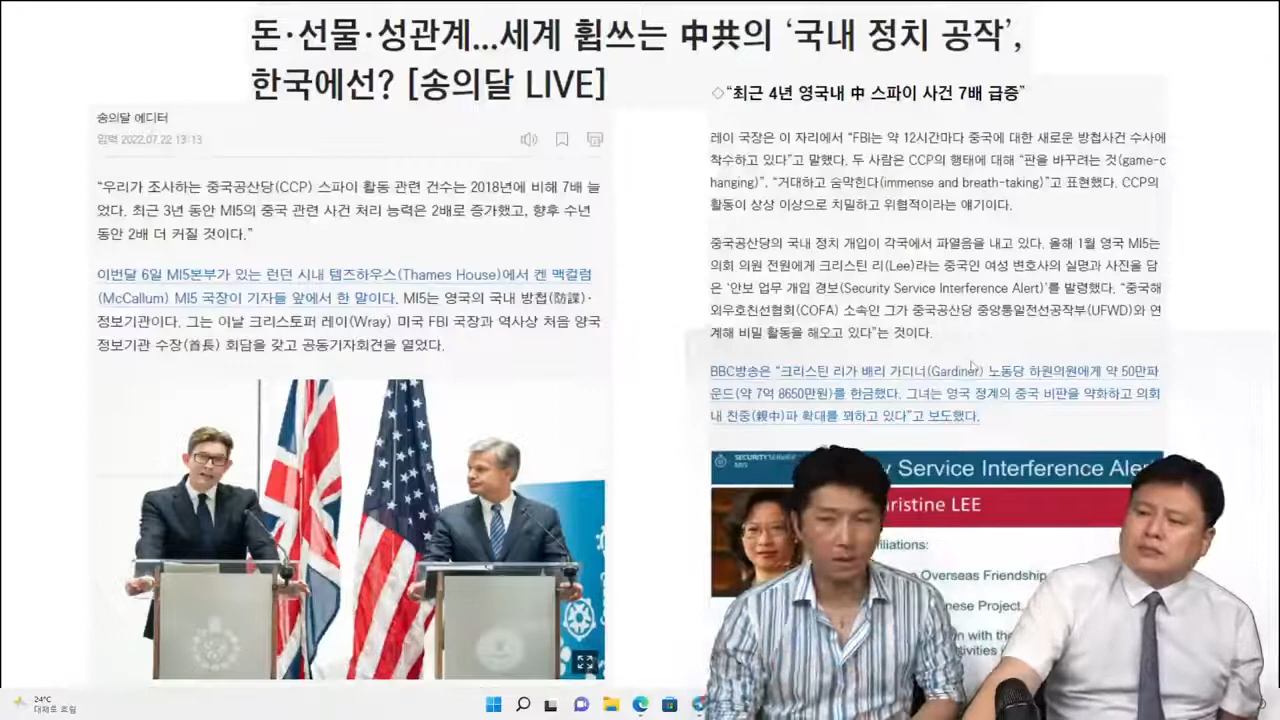 돈·선물·성관계...세계 휩쓰는 中共의 ‘국내 정치 공작’,
한국에선? [송의달 LIVE]
송의달 에디터
입력 2022.07.22 13:13
“우리가 조사하는 중국공산당(CCP) 스파이 활동 관련 건수는 2018년에 비해 7배 늘
었다. 최근 3년 동안 MI5의 중국 관련 사건 처리 능력은 2배로 증가했고, 향후 수년
동안 2배 더 커질 것이다.”
이번달 6일 MI5본부가 있는 런던 시내 템즈하우스(Thames House)에서 켄 맥컬럼
(McCallum) MI5 국장이 기자들 앞에서 한 말이다. MI5는 영국의 국내 방첩(防諜)·
정보기관이다. 그는 이날 크리스토퍼 레이(Wray) 미국 FBI 국장과 역사상 처음 양국
정보기관 수장(首長) 회담을 갖고 공동기자회견을 열었다.
◇“최근 4년 영국내 中 스파이 사건 7배 급증”
레이 국장은 이 자리에서 “FBI는 약 12시간마다 중국에 대한 새로운 방첩사건 수사에
착수하고 있다”고 말했다. 두 사람은 CCP의 행태에 대해 “판을 바꾸려는 것(game-c
hanging)”, “거대하고 숨막힌다(immense and breath-taking)”고 표현했다. CCP의
활동이 상상 이상으로 치밀하고 위협적이라는 얘기이다.
중국공산당의 국내 정치 개입이 각국에서 파열음을 내고 있다. 올해 1월 영국 MI5는
의회 의원 전원에게 크리스틴 리(Lee)라는 중국인 여성 변호사의 실명과 사진을 담
은 ‘안보 업무 개입 경보(Security Service Interference Alert)’를 발령했다. “중국해
외우호친선협회(COFA) 소속인 그가 중국공산당 중앙통일전선공작부(UFWD)와 연
계해 비밀 활동을 해오고 있다”는 것이다.
BBC방송은 “크리스틴 리가 배리 가디너(Gardiner) 노동당 하원의원에게 약 50만파
운드(약 7억 8650만원)를 헌금했다. 그녀는 영국 정계의 중국 비판을 약화하고 의회
내 친중(親中)파 확대를 꾀하고 있다”고 보도했다.
SECURITY SERVICE
MI5
y Service Interference Aler
ristine LEE
filiations:
Overseas Friendship
nese Project
n with the
tivities
24°C
대체로 흐림